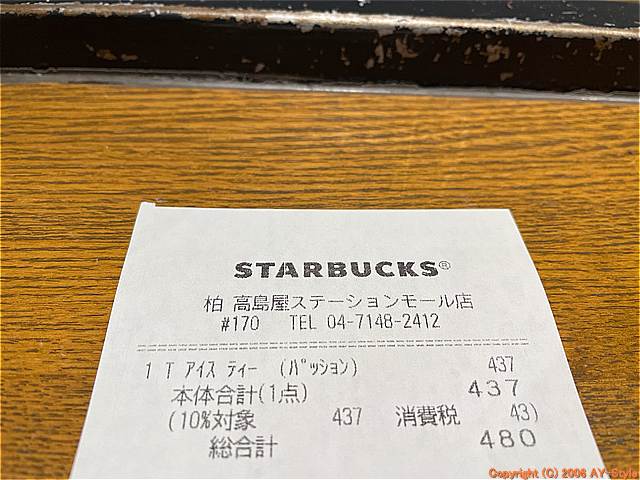 STARBUCKS®
柏 高島屋ステーションモール店
#170 TEL 04-7148-2412
1 T アイス ティー (パッション) 437
本体合計(1点) 437
(10%対象 437 消費税 43)
総合計 480
Copyright (C) 2006 AY-Style